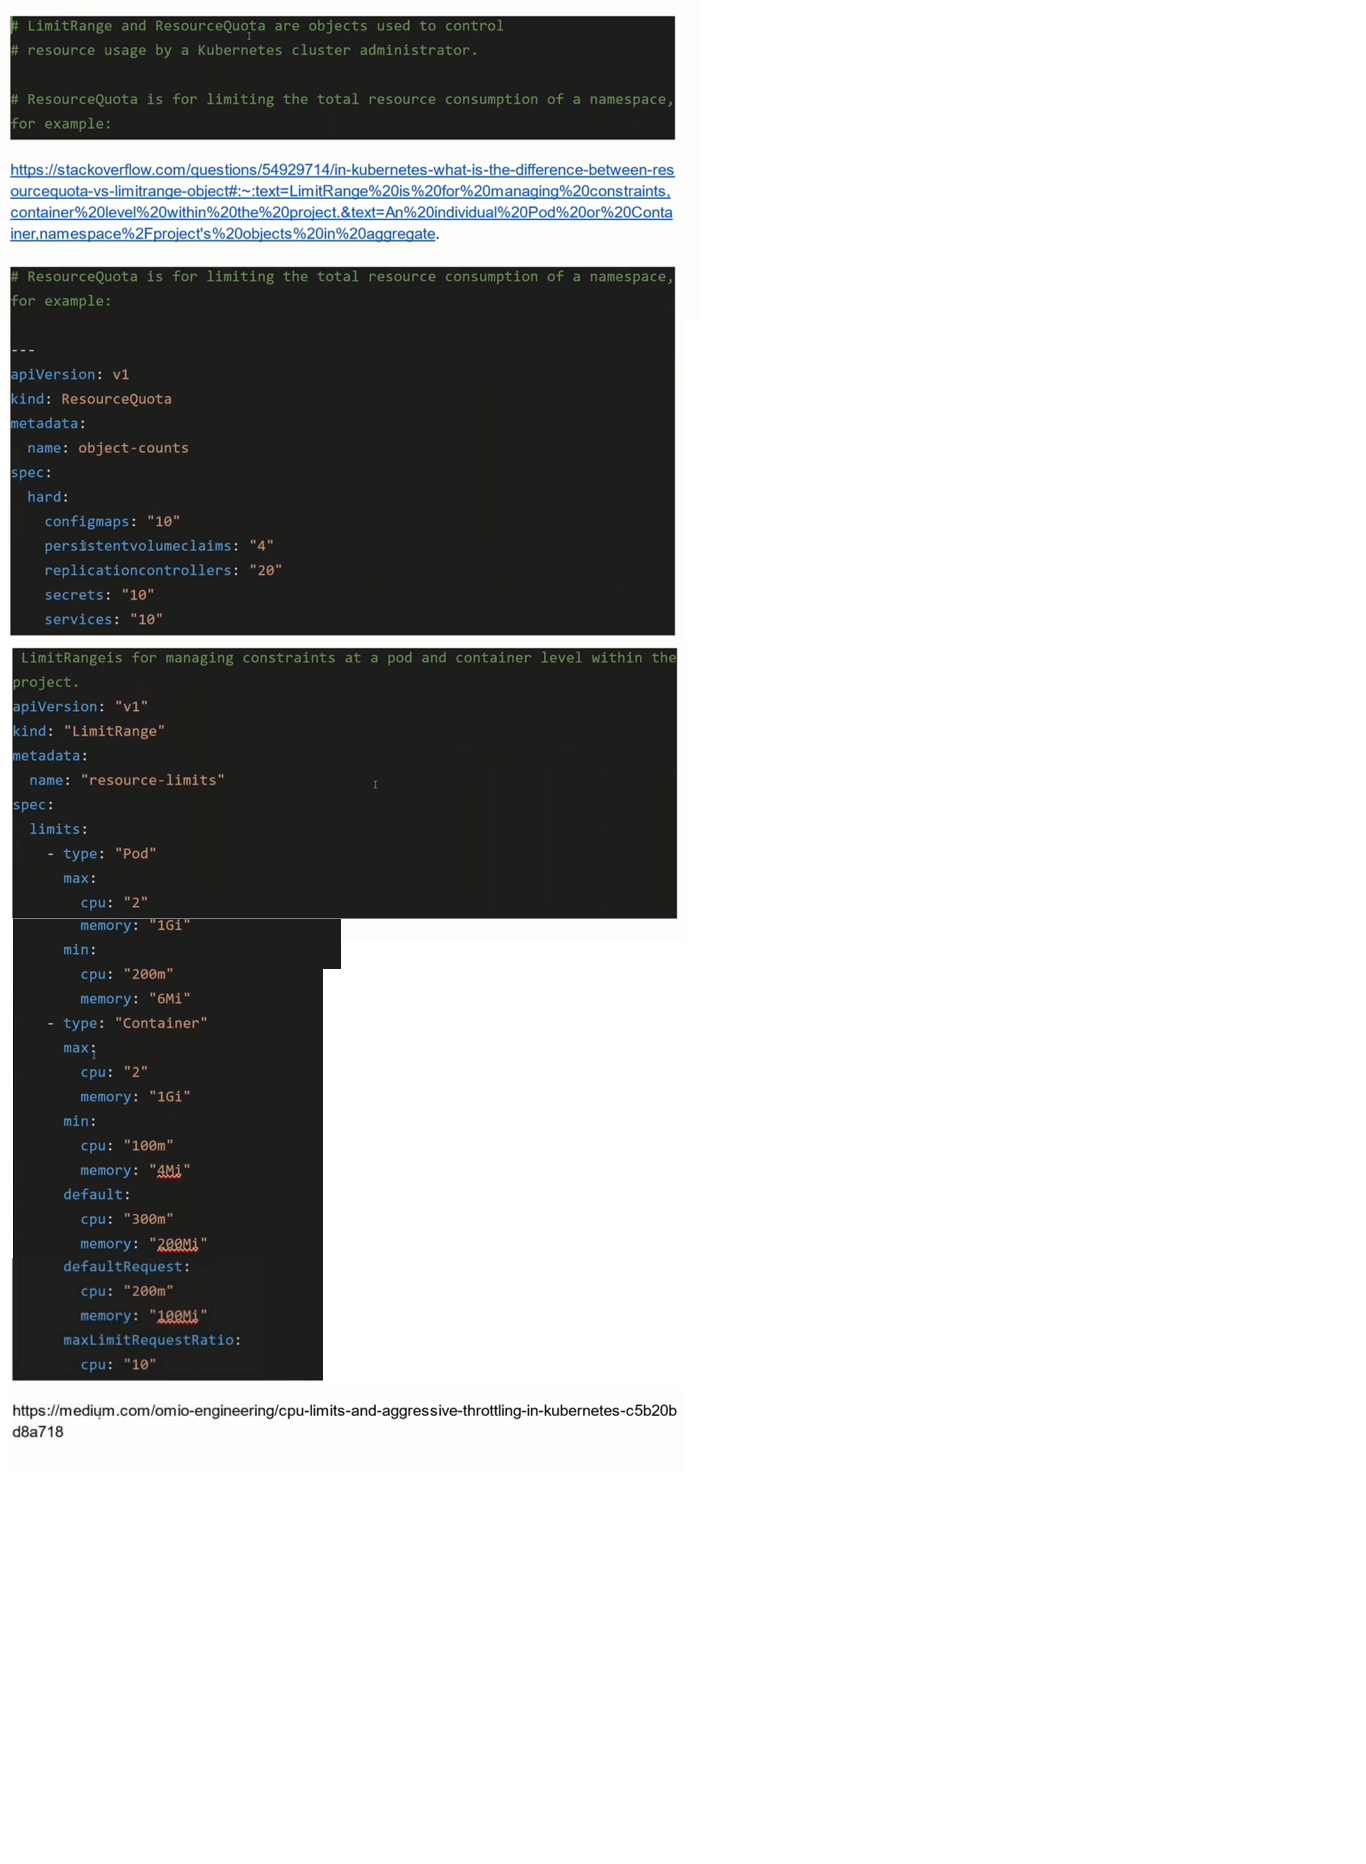 # LimitRange and ResourceQuota are objects used to control
# resource usage by a Kubernetes cluster administrator.
# ResourceQuota is for limiting the total resource consumption of a namespace,
for example:
https://stackoverflow.com/questions/54929714/in-kubernetes-what-is-the-difference-between-res
ourcequota-vs-limitrange-object#:~:text=LimitRange%20is%20for%20managing%20constraints,
container%20level%20within%20the%20project.&text=An%20individual%20Pod%20or%20Conta
iner,namespace%2Fproject's%20objects%20in%20aggregate.
# ResourceQuota is for limiting the total resource consumption of a namespace,
for example:
---
apiVersion: v1
kind: ResourceQuota
metadata:
  name: object-counts
spec:
  hard:
    configmaps: "10"
    persistentvolumeclaims: "4"
    replicationcontrollers: "20"
    secrets: "10"
    services: "10"
 LimitRangeis for managing constraints at a pod and container level within the
project.
apiVersion: "v1"
kind: "LimitRange"
metadata:
  name: "resource-limits"
spec:
  limits:
    - type: "Pod"
      max:
        cpu: "2"
        memory: "1Gi"
      min:
        cpu: "200m"
        memory: "6Mi"
    - type: "Container"
      max:
        cpu: "2"
        memory: "1Gi"
      min:
        cpu: "100m"
        memory: "4Mi"
      default:
        cpu: "300m"
        memory: "200Mi"
      defaultRequest:
        cpu: "200m"
        memory: "100Mi"
      maxLimitRequestRatio:
        cpu: "10"
https://medium.com/omio-engineering/cpu-limits-and-aggressive-throttling-in-kubernetes-c5b20b
d8a718